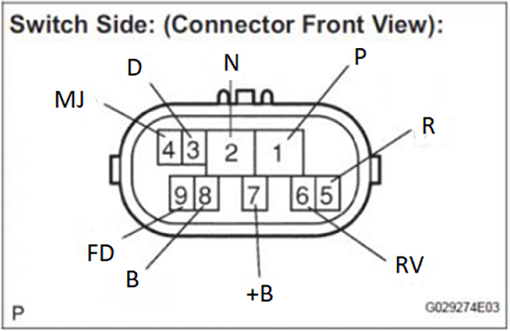 Switch Side: (Connector Front View):
D N P
MJ R
4 3 2 1
9 8 7 6 5
FD B +B RV
P G029274E03